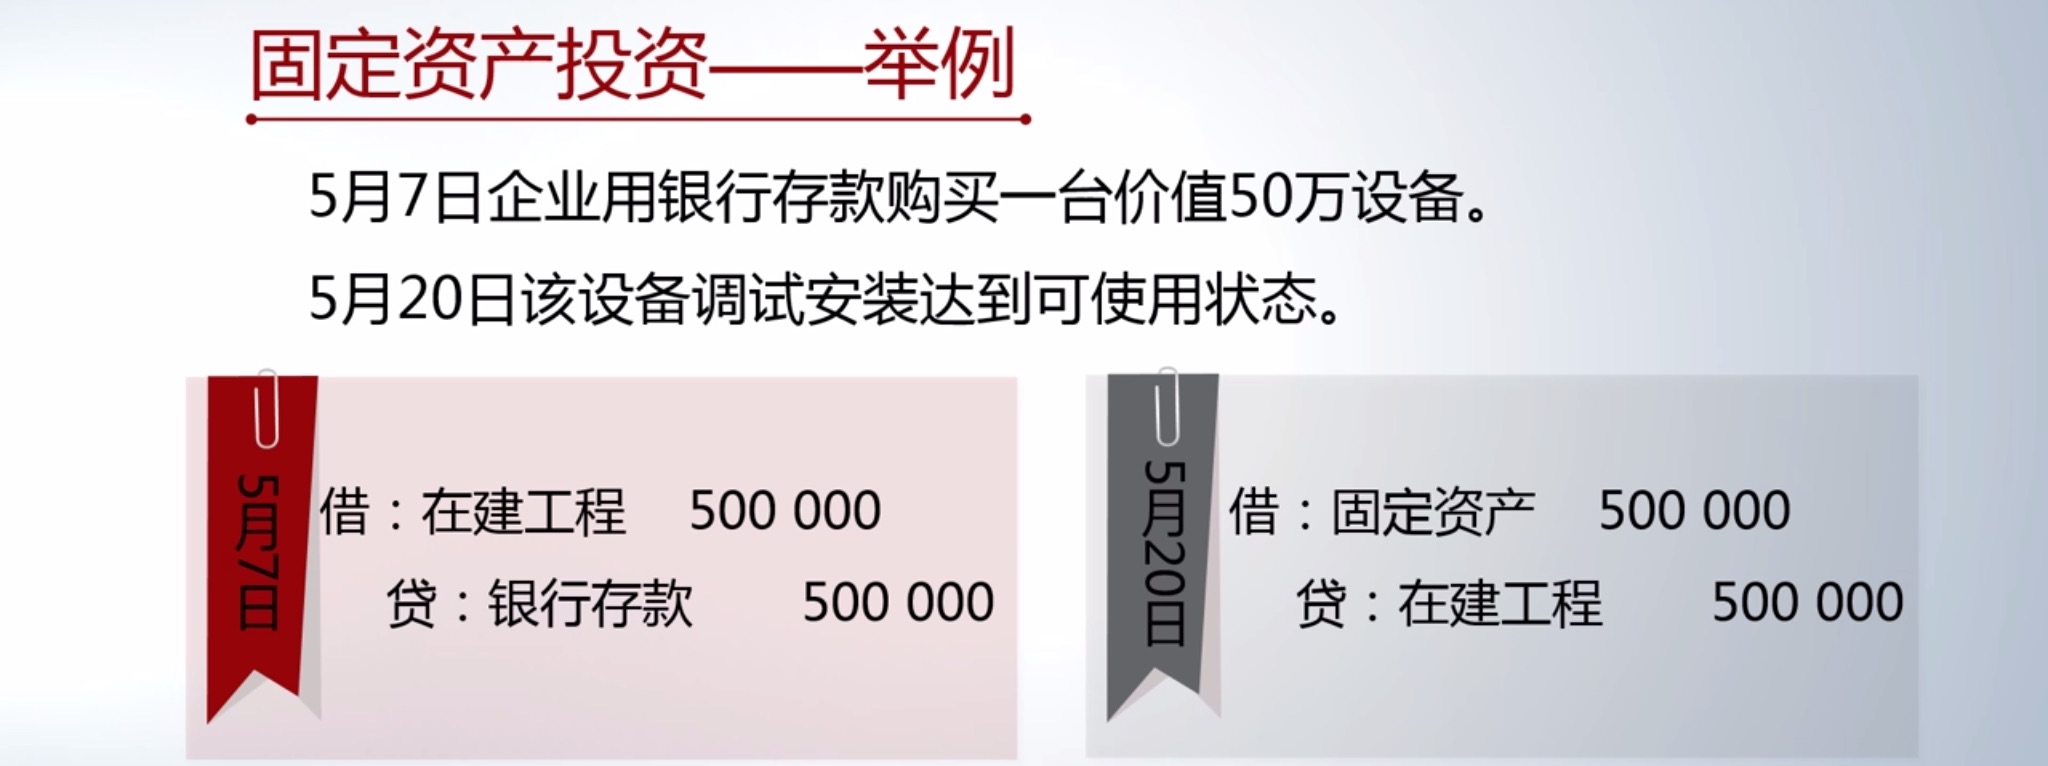 固定资产投资——举例
5月7日企业用银行存款购买一台价值50万设备。
5月20日该设备调试安装达到可使用状态。
5月7日
借：在建工程 500 000
贷：银行存款 500 000
5月20日
借：固定资产 500 000
贷：在建工程 500 000